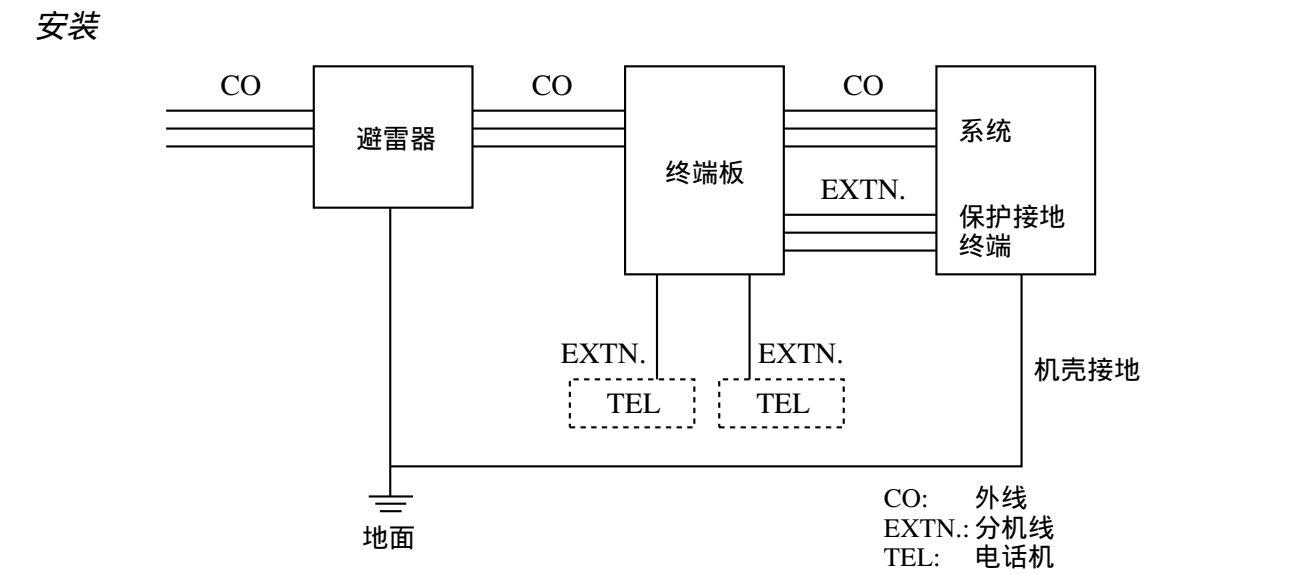 安装
CO
CO
CO
避雷器
终端板
系统
EXTN.
保护接地
终端
EXTN.
EXTN.
机壳接地
TEL
TEL
地面
CO: 外线
EXTN.: 分机线
TEL: 电话机